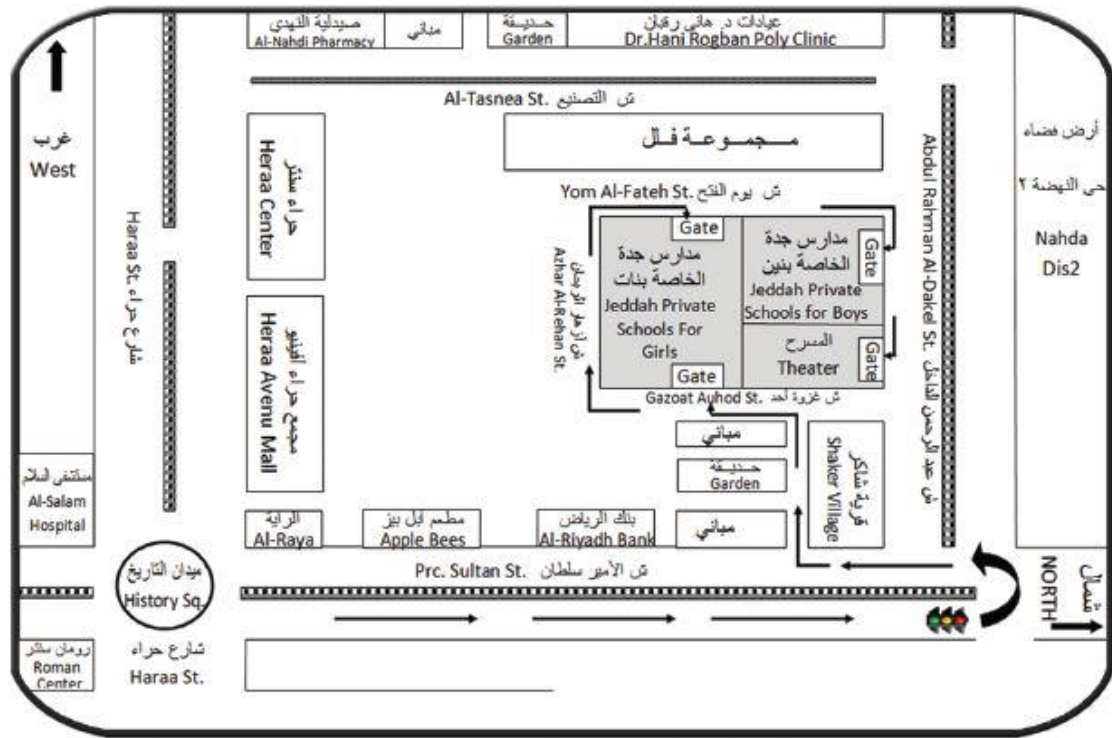 صيدلية النهدي
Al-Nahdi Pharmacy
مباني
حديقة
Garden
عيادات د. هاني رقبان
Dr.Hani Rogban Poly Clinic
غرب
West
ش التصنيع Al-Tasnea St.
مجموعة فلل
أرض فضاء
حى النهضة ٢
Nahda
Dis2
حراء سنتر
Heraa Center
ش يوم الفتح Yom Al-Fateh St.
Gate
مدارس جدة
الخاصة بنات
Jeddah Private
Schools For
Girls
Gate
مدارس جدة
الخاصة بنين
Jeddah Private
Schools for Boys
Gate
المسرح
Theater
Gate
ش أزهار الريحان
Azhar Al-Rehan St.
شارع حراء Haraa St.
Abdul Rahman Al-Dakel St. ش عبد الرحمن الداخل
مجمع حراء أفينيو
Heraa Avenu Mall
ش غزوة أحد Gazoat Auhod St.
مباني
حديقة
Garden
مباني
قرية شاكر
Shaker Village
مستشفى السلام
Al-Salam
Hospital
الراية
Al-Raya
مطعم أبل بيز
Apple Bees
بنك الرياض
Al-Riyadh Bank
ميدان التاريخ
History Sq.
ش الأمير سلطان Prc. Sultan St.
شمال
NORTH
رومان سنتر
Roman
Center
شارع حراء
Haraa St.